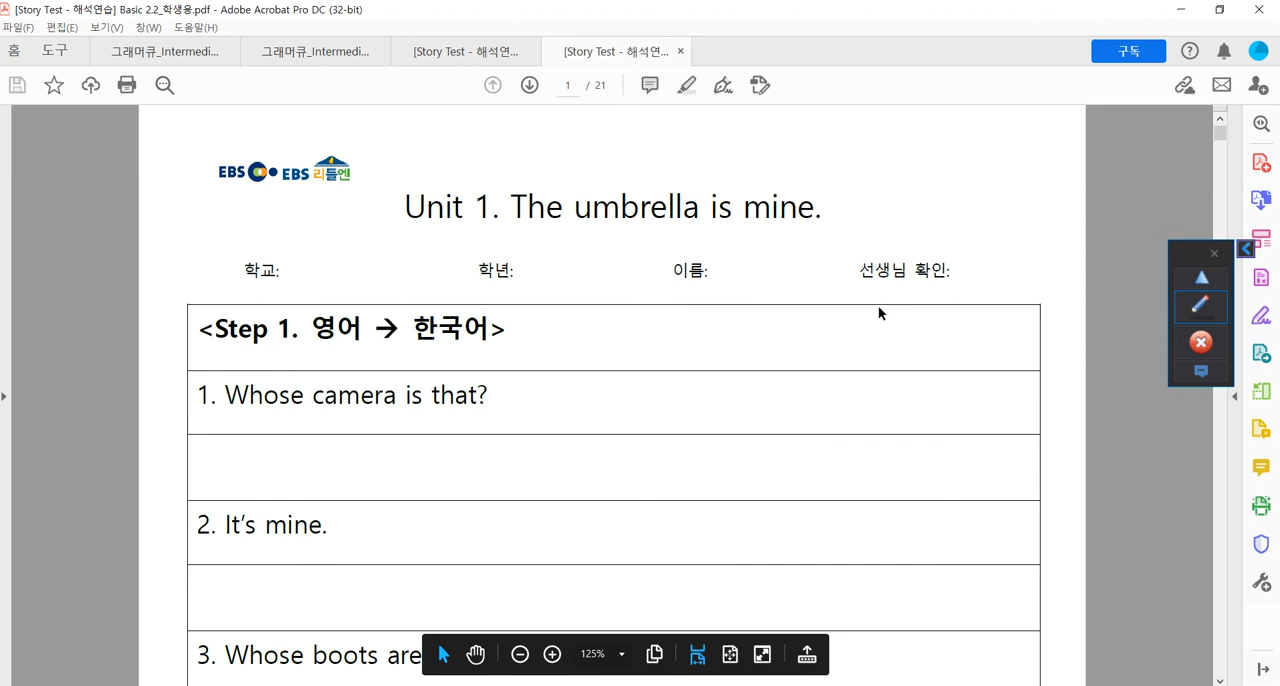 [Story Test - 해석연습] Basic 2.2_학생용.pdf - Adobe Acrobat Pro DC (32-bit)
파일(F) 편집(E) 보기(V) 창(W) 도움말(H)
홈 도구 그래머큐_Intermedi... 그래머큐_Intermedi... [Story Test - 해석연... [Story Test - 해석연... × 구독
1 / 21
EBS EBS 리틀엔
Unit 1. The umbrella is mine.
학교: 학년: 이름: 선생님 확인:
<Step 1. 영어 → 한국어>
1. Whose camera is that?
2. It's mine.
3. Whose boots are
125%